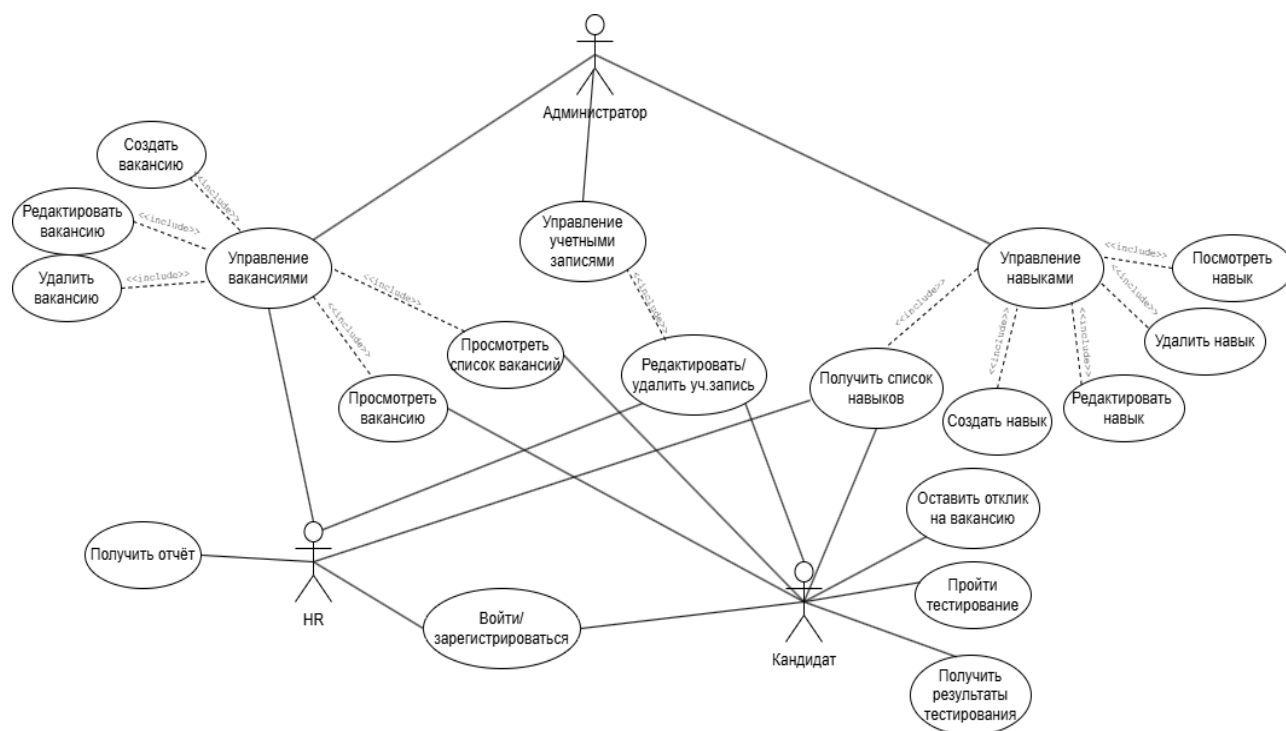 Администратор
Создать
вакансию
<<include>>
Редактировать
вакансию
<<include>>
Удалить
вакансию
<<include>>
Управление
вакансиями
<<include>>
<<include>>
Просмотреть
список вакансий
Просмотреть
вакансию
Управление
учетными
записями
<<include>>
Редактировать/
удалить уч.запись
Управление
навыками
<<include>>
Посмотреть
навык
<<include>>
Удалить навык
<<include>>
Получить список
навыков
<<include>>
Создать навык
<<include>>
Редактировать
навык
Оставить отклик
на вакансию
Получить отчёт
HR
Войти/
зарегистрироваться
Пройти
тестирование
Кандидат
Получить
результаты
тестирования